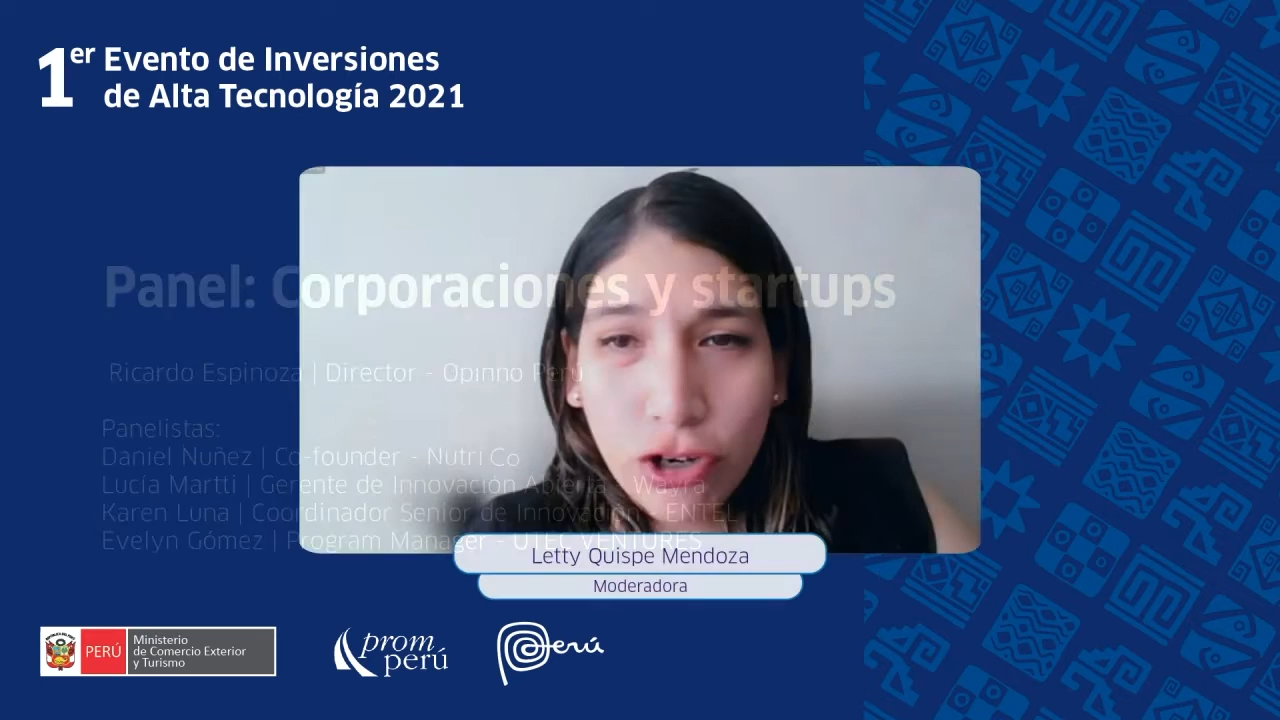 1er Evento de Inversiones
de Alta Tecnología 2021
Panel: Corporaciones y startups
Ricardo Espinoza | Director - Opinno Perú
Panelistas:
Daniel Nuñez | Co-founder - Nutri Co
Lucía Martti | Gerente de Innovación Abierta - Wayra
Karen Luna | Coordinador Senior de Innovación - ENTEL
Evelyn Gómez | Program Manager - UTEC VENTURES
Letty Quispe Mendoza
Moderadora
PERÚ
Ministerio
de Comercio Exterior
y Turismo
prom
perú
Perú